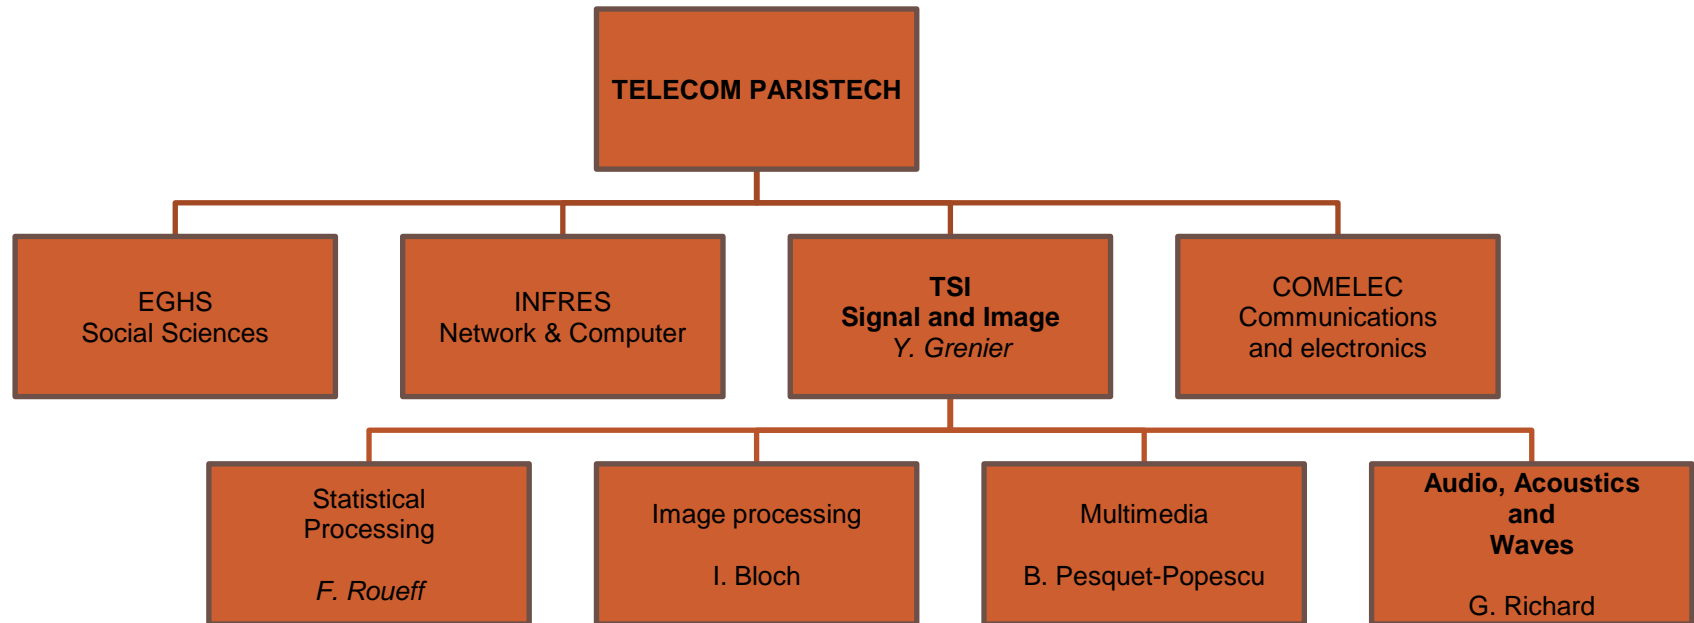 TELECOM PARISTECH
EGHS
Social Sciences
INFRES
Network & Computer
TSI
Signal and Image
Y. Grenier
COMELEC
Communications
and electronics
Statistical
Processing
F. Roueff
Image processing
I. Bloch
Multimedia
B. Pesquet-Popescu
Audio, Acoustics
and
Waves
G. Richard